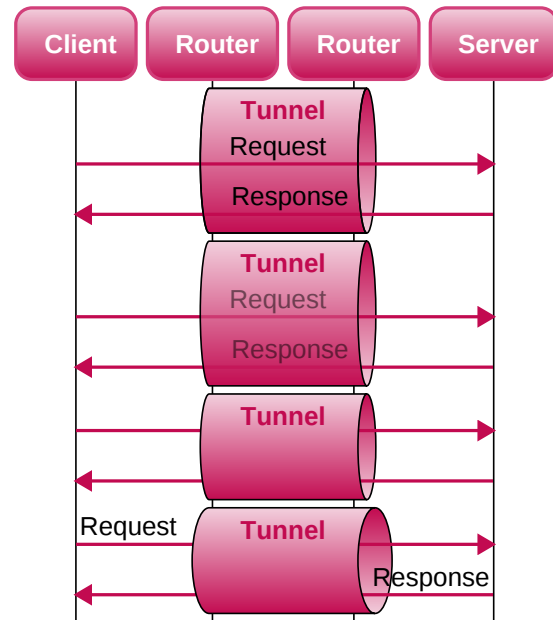 Client
Router
Router
Server
Tunnel
Request
Response
Tunnel
Request
Response
Tunnel
Request
Tunnel
Response